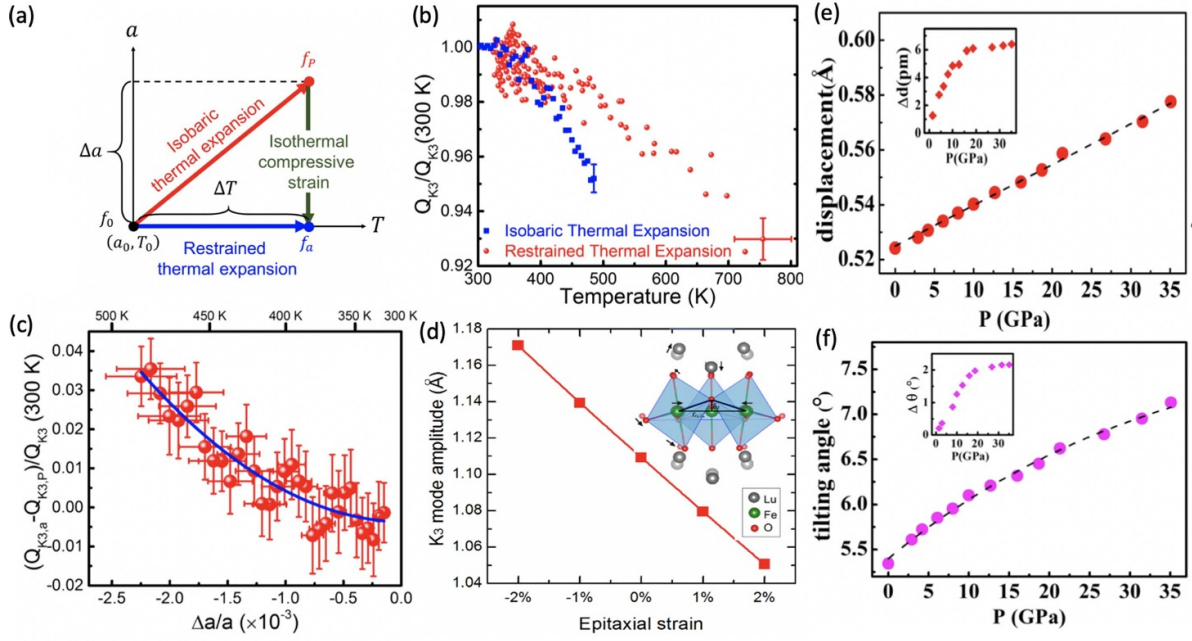 (a)
a
f_P
Δa
Isobaric
thermal expansion
Isothermal
compressive
strain
ΔT
f_0
(a_0, T_0)
f_a
T
Restrained
thermal expansion
(b)
Q_K3/Q_K3(300 K)
1.00
0.98
0.96
0.94
0.92
Isobaric Thermal Expansion
Restrained Thermal Expansion
300 400 500 600 700 800
Temperature (K)
(e)
displacement(Å)
0.60
0.58
0.56
0.54
0.52
Δd(pm)
6
4
2
0
0 10 20 30
P(GPa)
0 5 10 15 20 25 30 35
P (GPa)
(c)
500 K 450 K 400 K 350 K 300 K
(Q_K3,a-Q_K3,P)/Q_K3 (300 K)
0.04
0.03
0.02
0.01
0.00
-0.01
-0.02
-2.5 -2.0 -1.5 -1.0 -0.5 0.0
Δa/a (×10^-3)
(d)
K_3 mode amplitude (Å)
1.18
1.16
1.14
1.12
1.10
1.08
1.06
1.04
Lu
Fe
O
-2% -1% 0% 1% 2%
Epitaxial strain
(f)
tilting angle (°)
7.0
6.5
6.0
5.5
Δ θ (°)
2
1
0
0 10 20 30
P(GPa)
0 5 10 15 20 25 30 35
P (GPa)